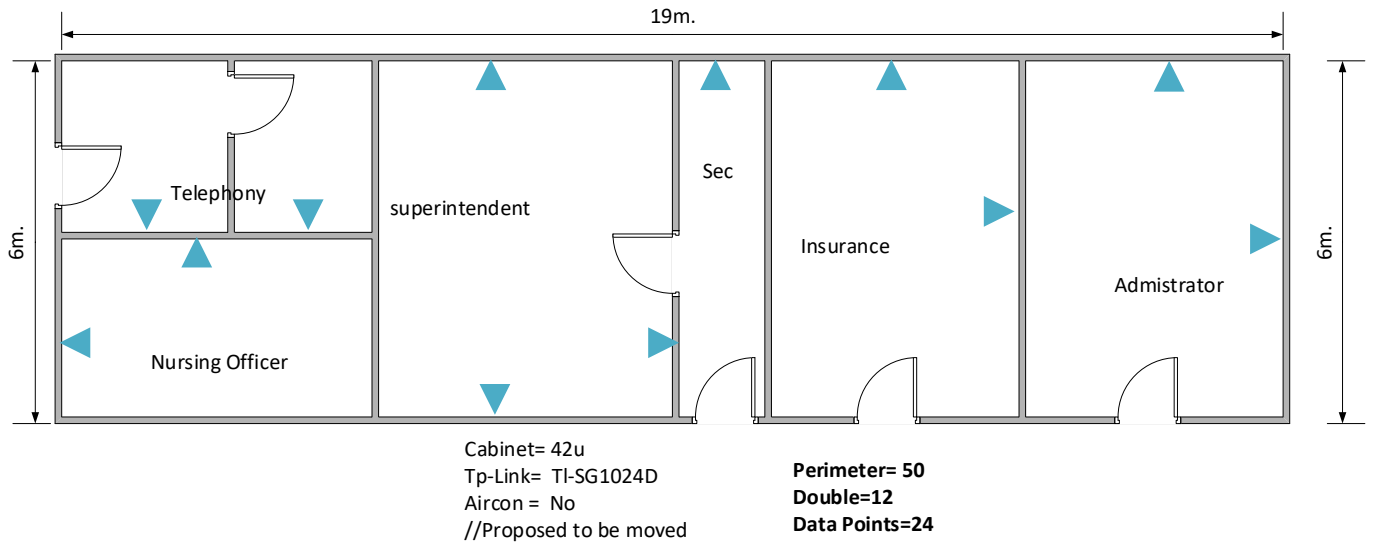 19m.
6m.
6m.
Telephony
superintendent
Sec
Insurance
Admistrator
Nursing Officer
Cabinet= 42u
Tp-Link=  Tl-SG1024D
Aircon =  No
//Proposed to be moved
Perimeter= 50
Double=12
Data Points=24